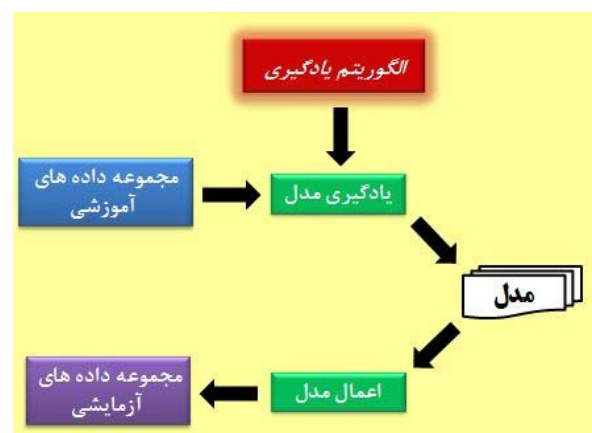 الگوریتم یادگیری
مجموعه داده های
آموزشی
یادگیری مدل
مدل
اعمال مدل
مجموعه داده های
آزمایشی